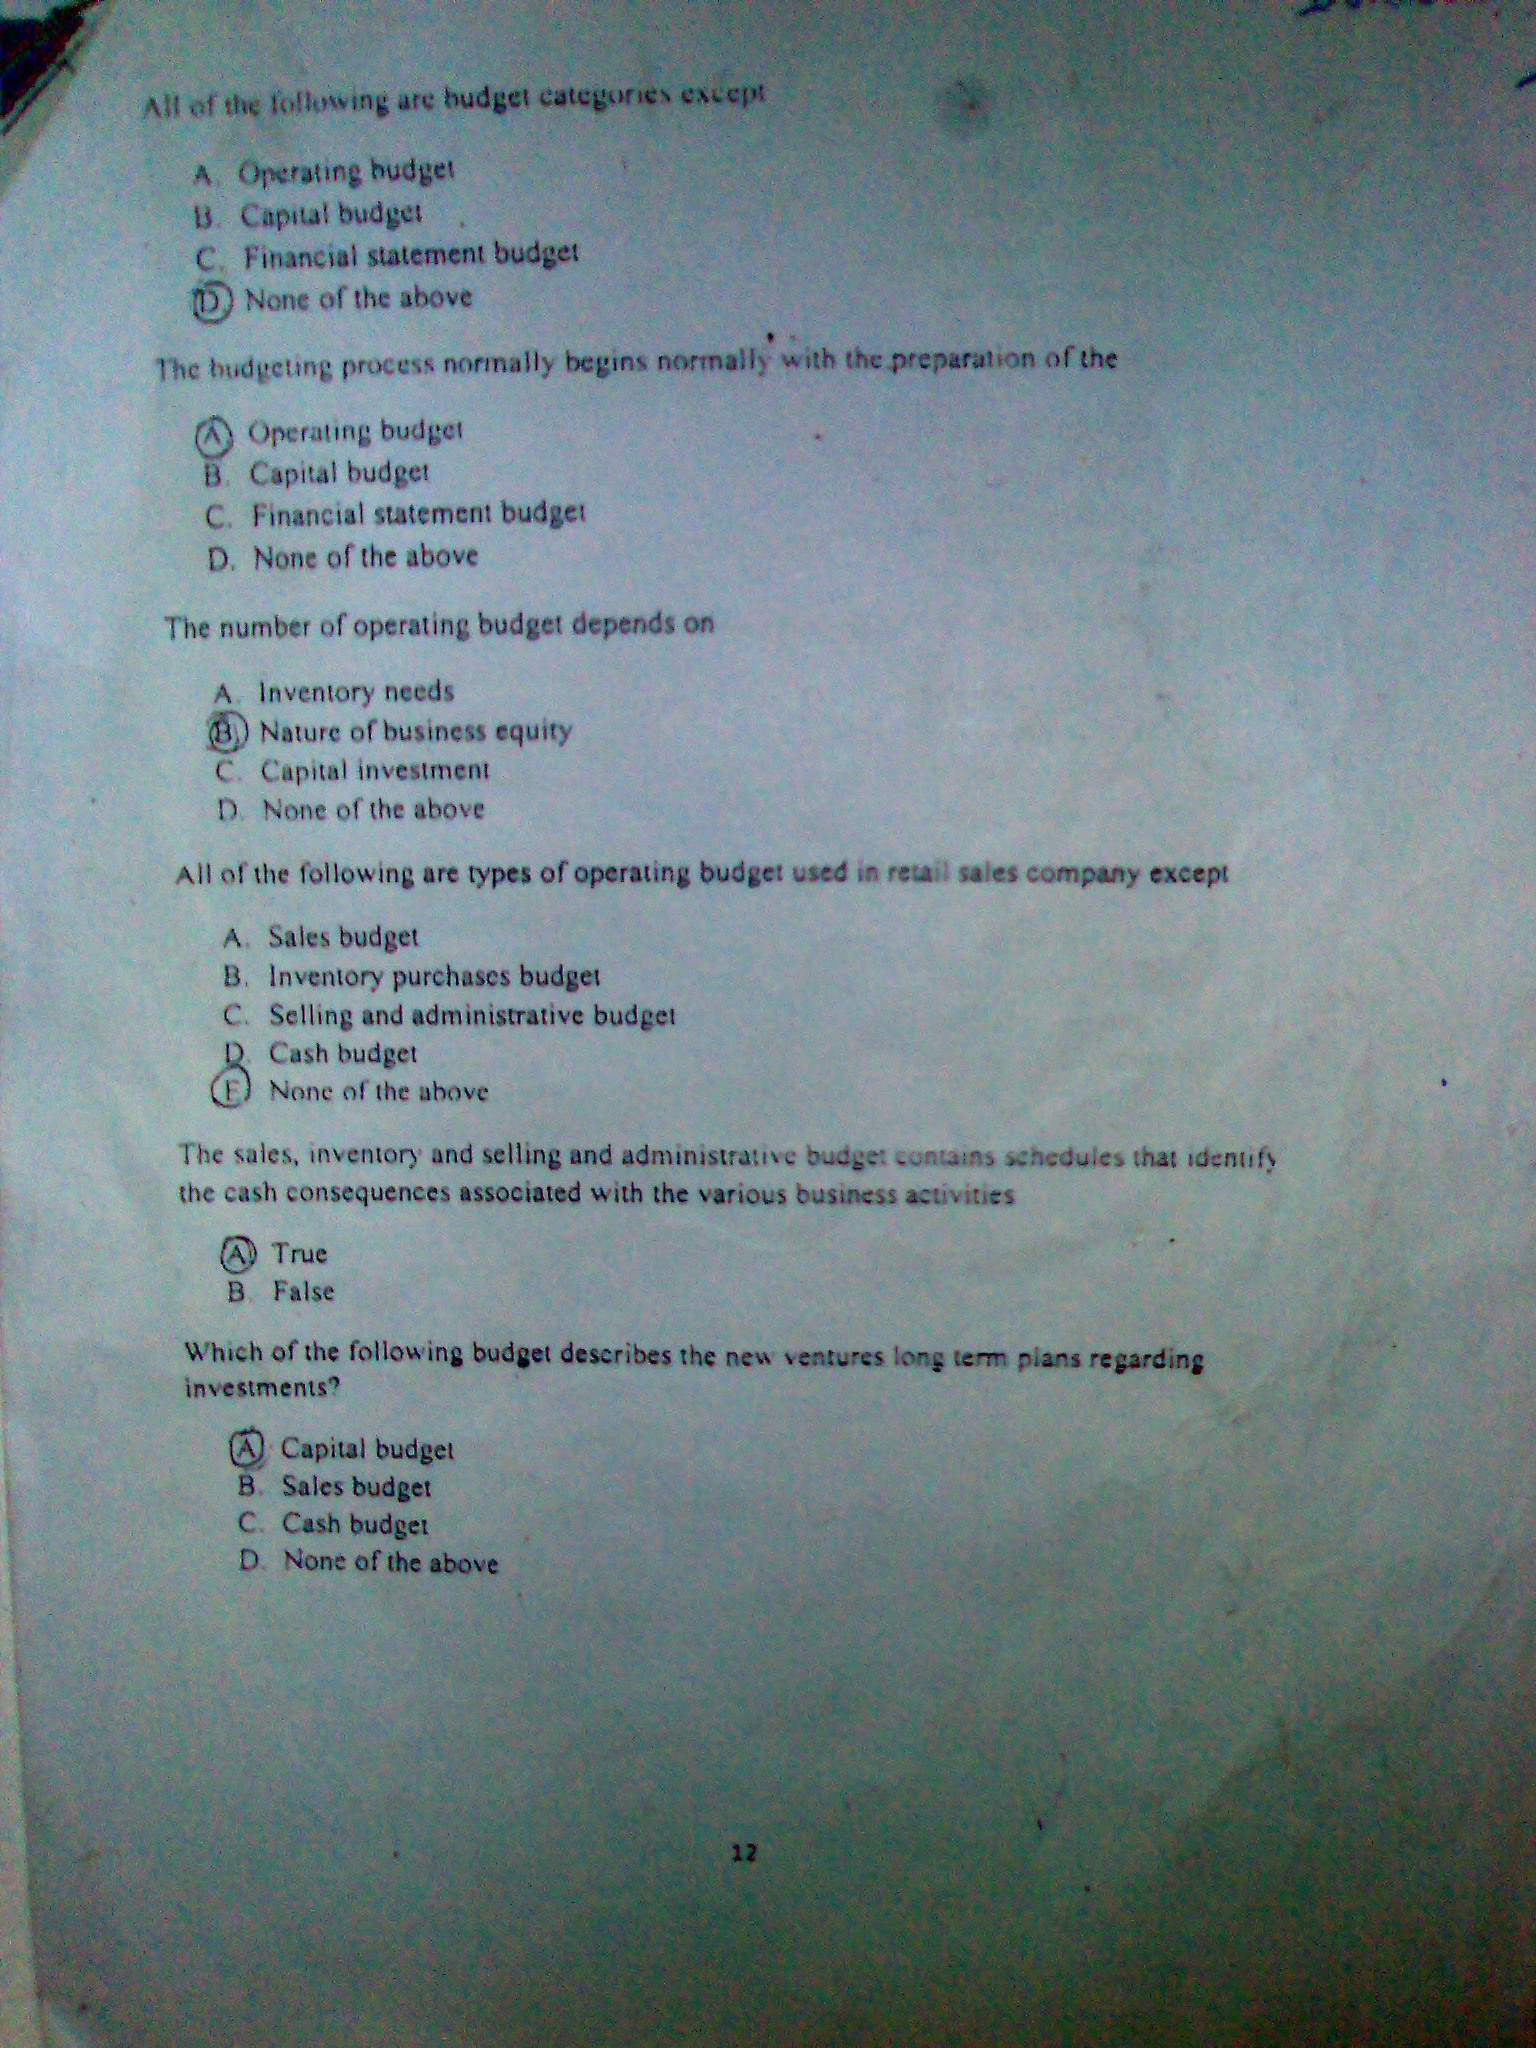 All of the following are budget categories except
A. Operating budget
B. Capital budget
C. Financial statement budget
D. None of the above
The budgeting process normally begins normally with the preparation of the
A. Operating budget
B. Capital budget
C. Financial statement budget
D. None of the above
The number of operating budget depends on
A. Inventory needs
B. Nature of business equity
C. Capital investment
D. None of the above
All of the following are types of operating budget used in retail sales company except
A. Sales budget
B. Inventory purchases budget
C. Selling and administrative budget
D. Cash budget
E. None of the above
The sales, inventory and selling and administrative budget contains schedules that identify
the cash consequences associated with the various business activities
A. True
B. False
Which of the following budget describes the new ventures long term plans regarding
investments?
A. Capital budget
B. Sales budget
C. Cash budget
D. None of the above
12